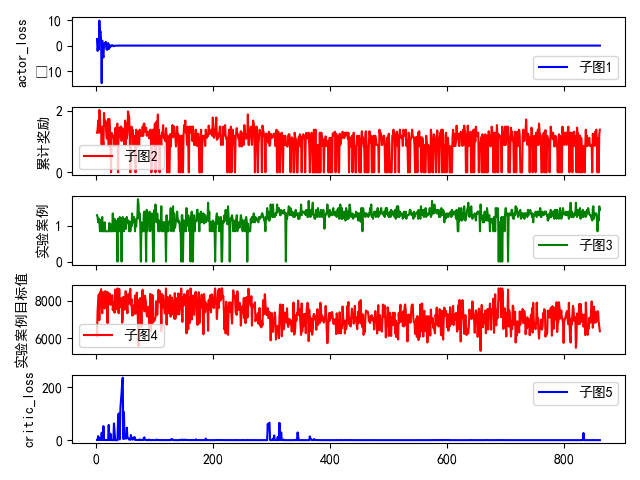 actor_loss
10
0
□10
子图1
累计奖励
2
0
子图2
实验案例
1
0
子图3
实验案例目标值
8000
6000
子图4
critic_loss
200
0
子图5
0 200 400 600 800